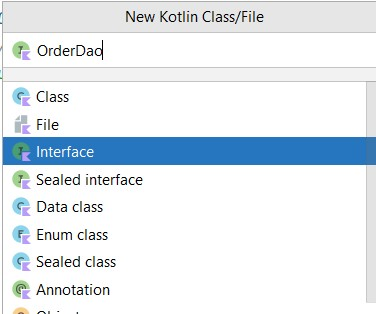 New Kotlin Class/File
OrderDao
Class
File
Interface
Sealed interface
Data class
Enum class
Sealed class
Annotation